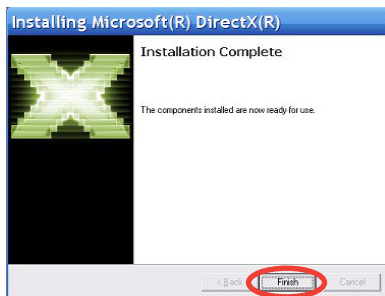 Installing Microsoft(R) DirectX(R)
Installation Complete
The components installed are now ready for use.
< Back Finish Cancel